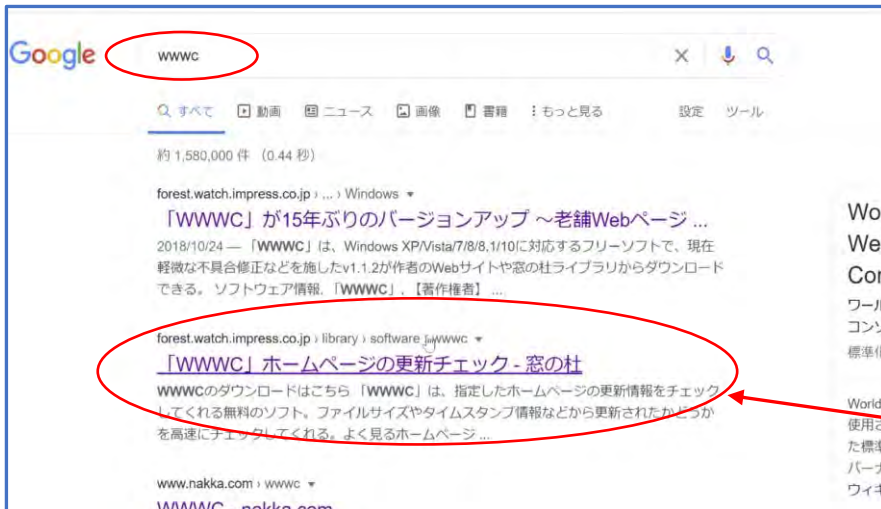 Google
wwwc
すべて 動画 ニュース 画像 書籍 もっと見る 設定 ツール
約 1,580,000 件 （0.44 秒）
forest.watch.impress.co.jp › ... › Windows
「WWWC」が15年ぶりのバージョンアップ ～老舗Webページ ...
2018/10/24 — 「WWWC」は、Windows XP/Vista/7/8/8.1/10に対応するフリーソフトで、現在
軽微な不具合修正などを施したv1.1.2が作者のWebサイトや窓の杜ライブラリからダウンロード
できる。 ソフトウェア情報. 「WWWC」. 【著作権者】 ...
forest.watch.impress.co.jp › library › software › wwwc
「WWWC」ホームページの更新チェック - 窓の杜
WWWCのダウンロードはこちら 「WWWC」は、指定したホームページの更新情報をチェック
してくれる無料のソフト。ファイルサイズやタイムスタンプ情報などから更新されたかどうか
を高速にチェックしてくれる。よく見るホームページ ...
www.nakka.com › wwwc
WWWC - nakka.com
Wo
We
Con
ワール
コンソ
標準化
World
使用さ
た標準
バーナ
ウィキ